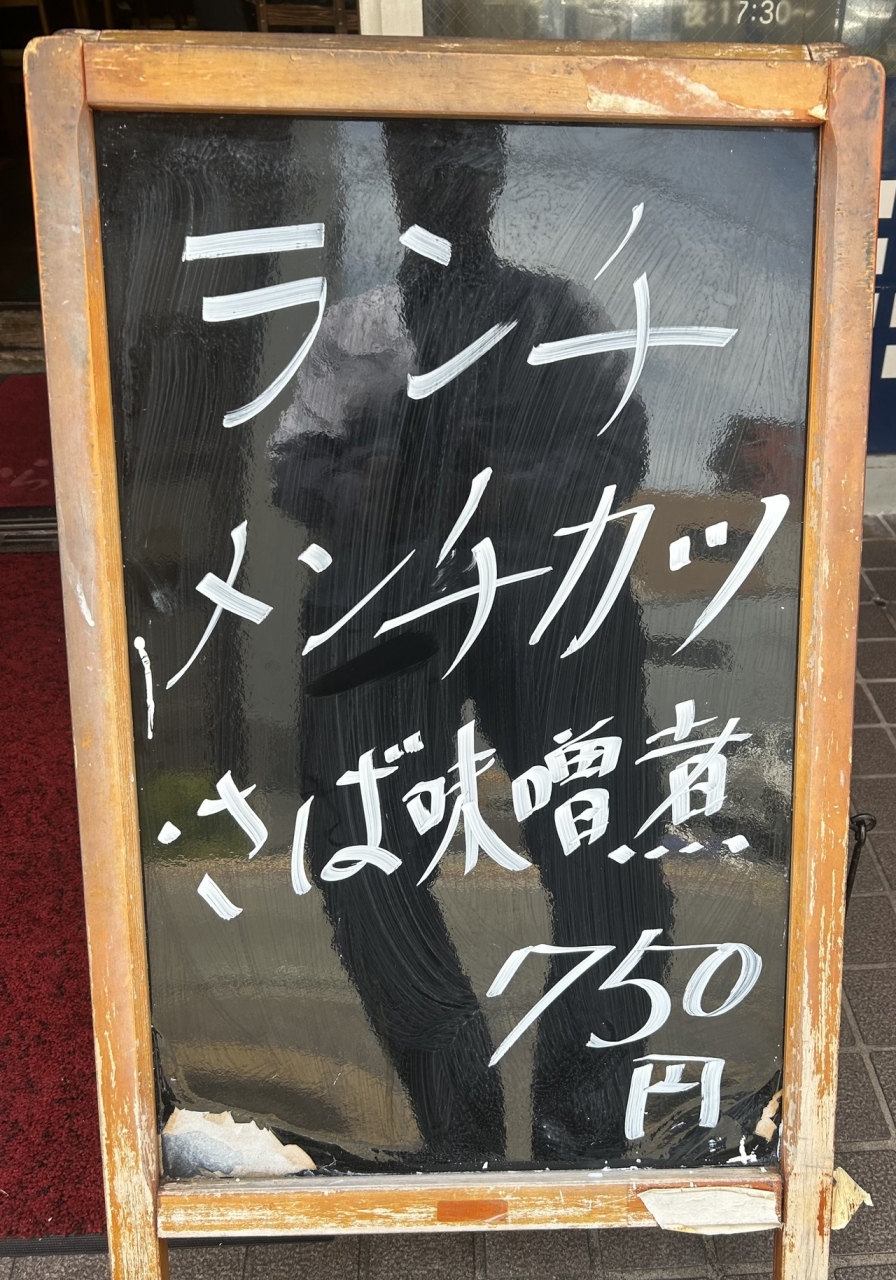 夜:17:30〜
ランチ
メンチカツ
・さば味噌煮
750
円